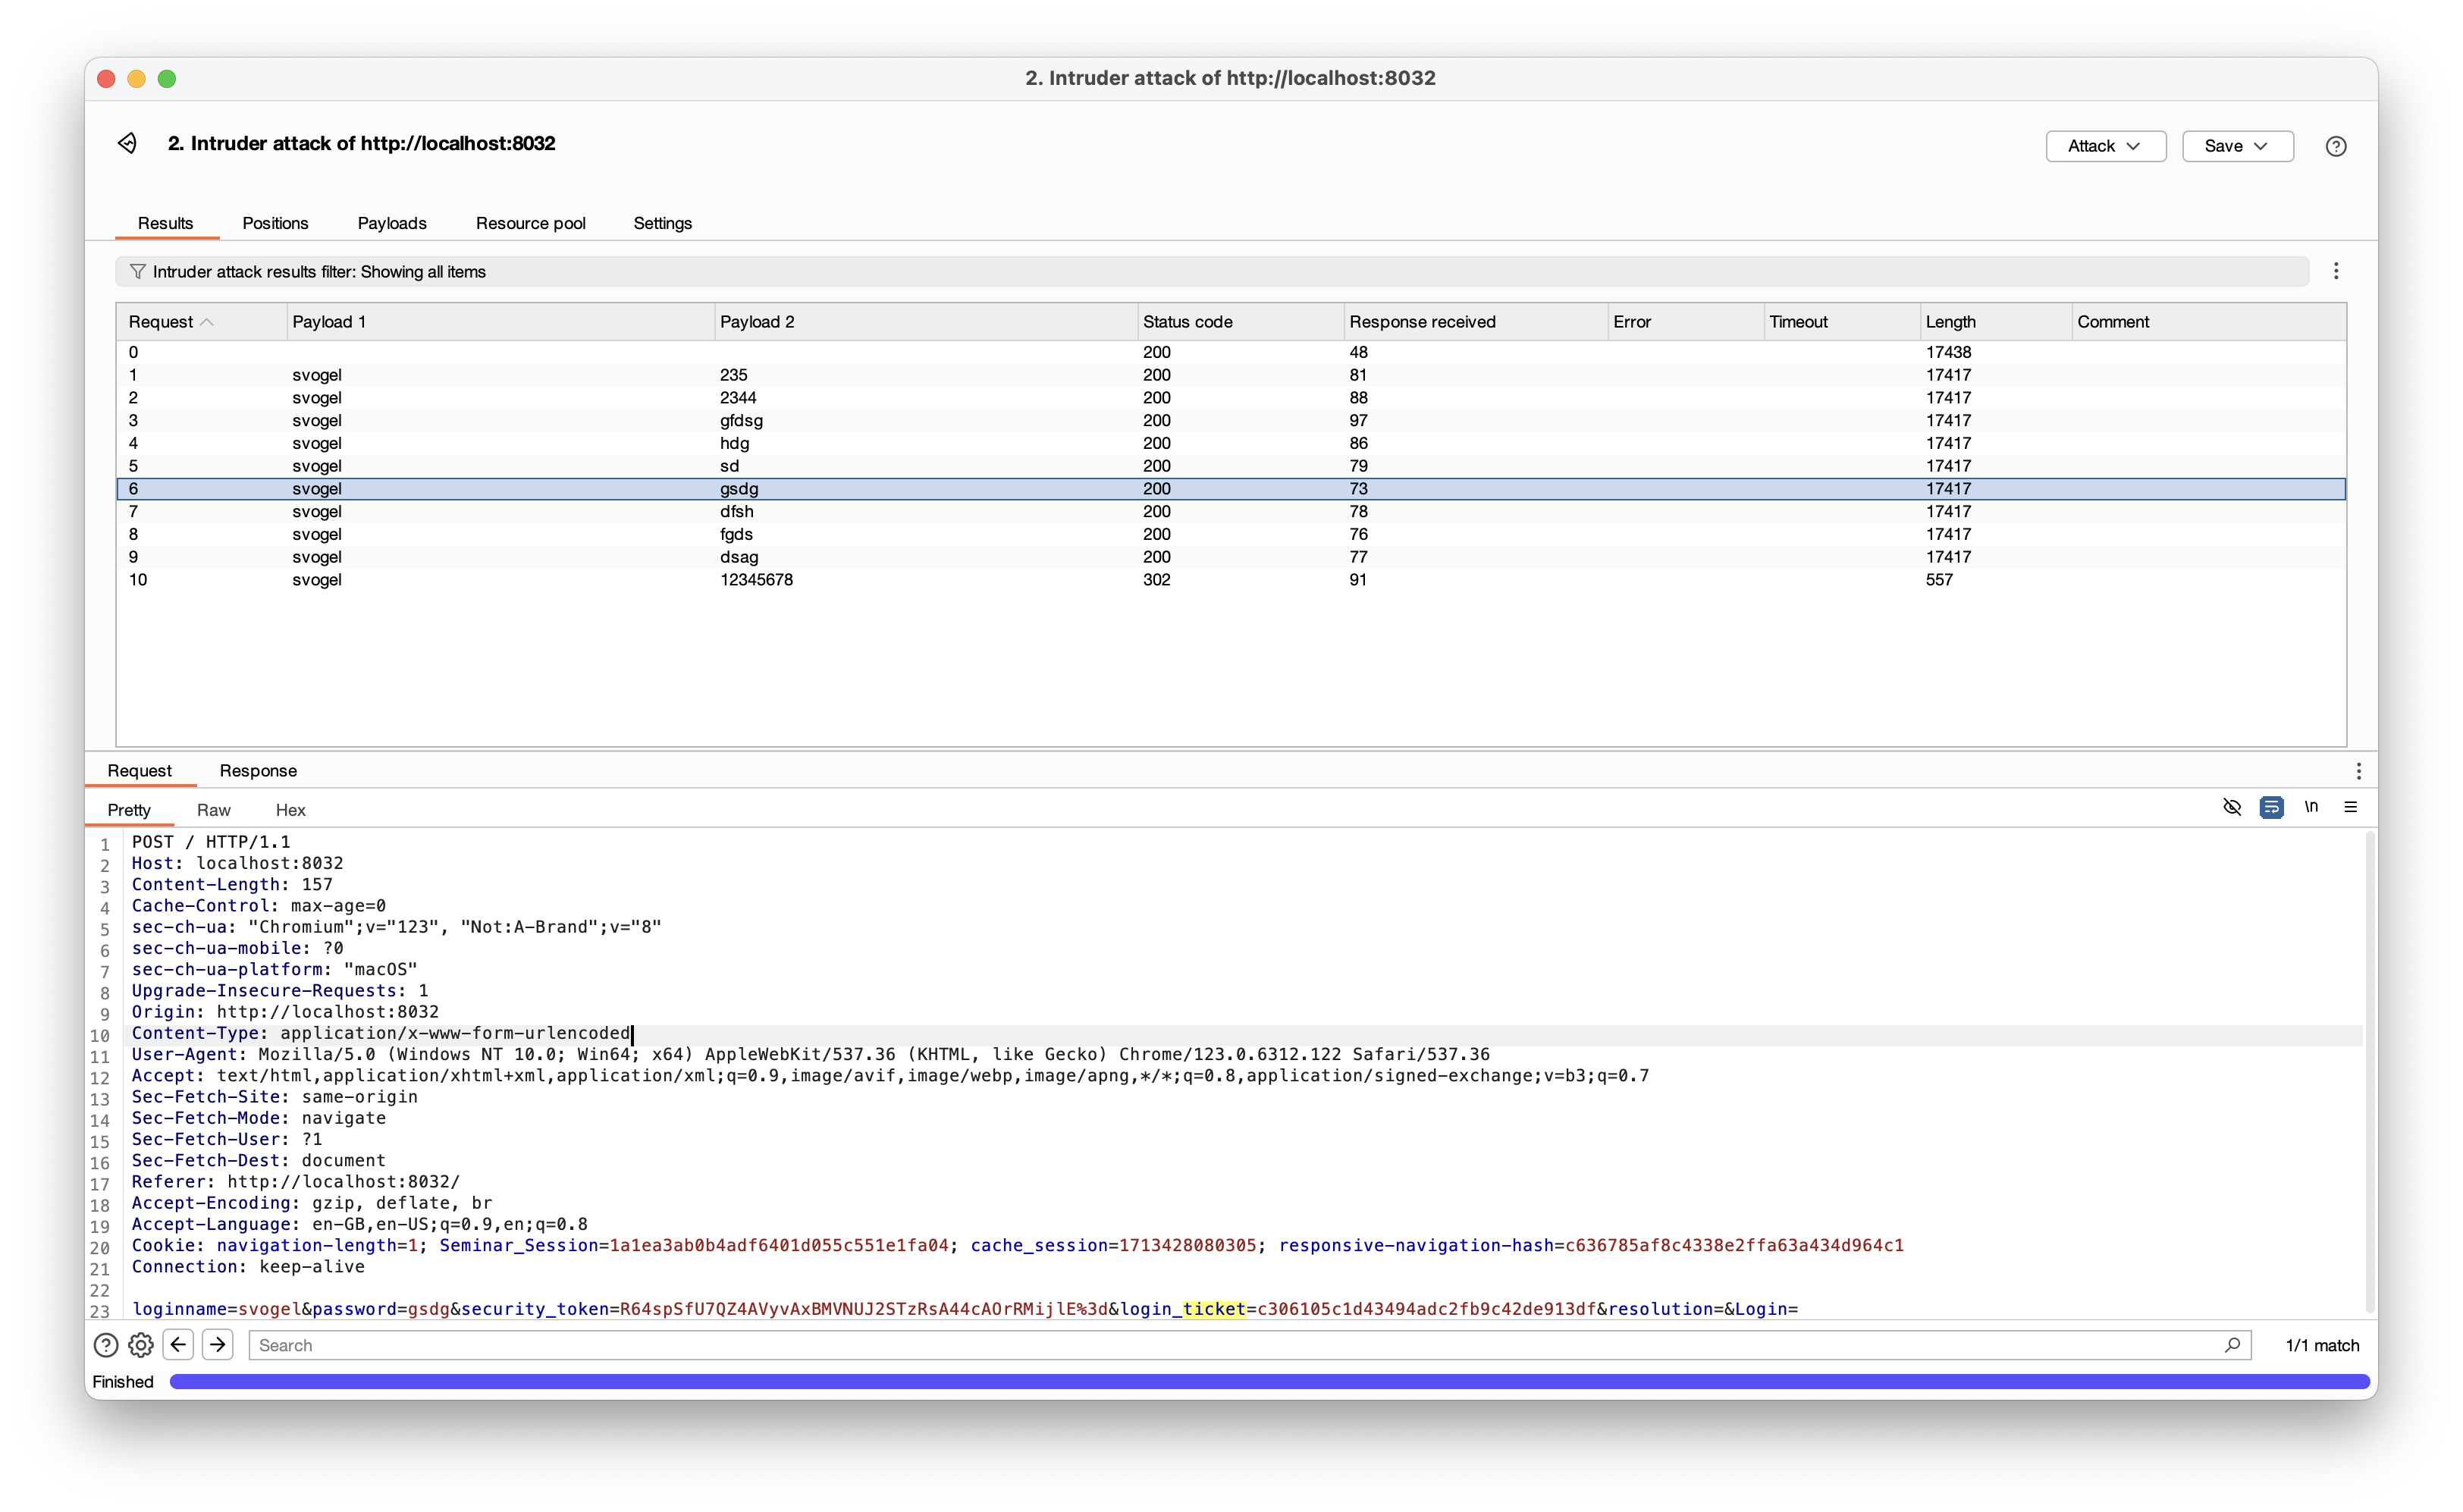 2. Intruder attack of http://localhost:8032
2. Intruder attack of http://localhost:8032
Attack
Save
Results Positions Payloads Resource pool Settings
Intruder attack results filter: Showing all items
Request Payload 1 Payload 2 Status code Response received Error Timeout Length Comment
0 200 48 17438
1 svogel 235 200 81 17417
2 svogel 2344 200 88 17417
3 svogel gfdsg 200 97 17417
4 svogel hdg 200 86 17417
5 svogel sd 200 79 17417
6 svogel gsdg 200 73 17417
7 svogel dfsh 200 78 17417
8 svogel fgds 200 76 17417
9 svogel dsag 200 77 17417
10 svogel 12345678 302 91 557
Request Response
Pretty Raw Hex \n
1 POST / HTTP/1.1
2 Host: localhost:8032
3 Content-Length: 157
4 Cache-Control: max-age=0
5 sec-ch-ua: "Chromium";v="123", "Not:A-Brand";v="8"
6 sec-ch-ua-mobile: ?0
7 sec-ch-ua-platform: "macOS"
8 Upgrade-Insecure-Requests: 1
9 Origin: http://localhost:8032
10 Content-Type: application/x-www-form-urlencoded
11 User-Agent: Mozilla/5.0 (Windows NT 10.0; Win64; x64) AppleWebKit/537.36 (KHTML, like Gecko) Chrome/123.0.6312.122 Safari/537.36
12 Accept: text/html,application/xhtml+xml,application/xml;q=0.9,image/avif,image/webp,image/apng,*/*;q=0.8,application/signed-exchange;v=b3;q=0.7
13 Sec-Fetch-Site: same-origin
14 Sec-Fetch-Mode: navigate
15 Sec-Fetch-User: ?1
16 Sec-Fetch-Dest: document
17 Referer: http://localhost:8032/
18 Accept-Encoding: gzip, deflate, br
19 Accept-Language: en-GB,en-US;q=0.9,en;q=0.8
20 Cookie: navigation-length=1; Seminar_Session=1a1ea3ab0b4adf6401d055c551e1fa04; cache_session=1713428080305; responsive-navigation-hash=c636785af8c4338e2ffa63a434d964c1
21 Connection: keep-alive
22
23 loginname=svogel&password=gsdg&security_token=R64spSfU7QZ4AVyvAxBMVNUJ2STzRsA44cAOrRMijlE%3d&login_ticket=c306105c1d43494adc2fb9c42de913df&resolution=&Login=
Search
1/1 match
Finished